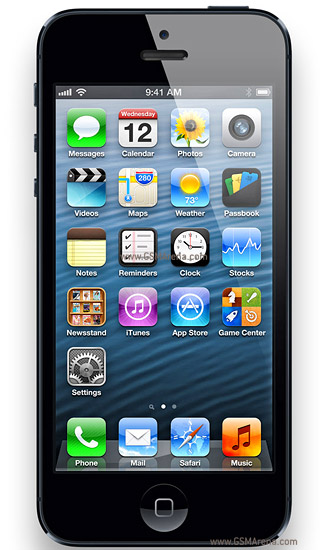 9:41 AM
Wednesday
12
Messages Calendar Photos Camera
280
73°
Videos Maps Weather Passbook
www.GSMArena.com
Notes Reminders Clock Stocks
Newsstand iTunes App Store Game Center
Settings
Phone Mail Safari Music
www.GSMArena.com